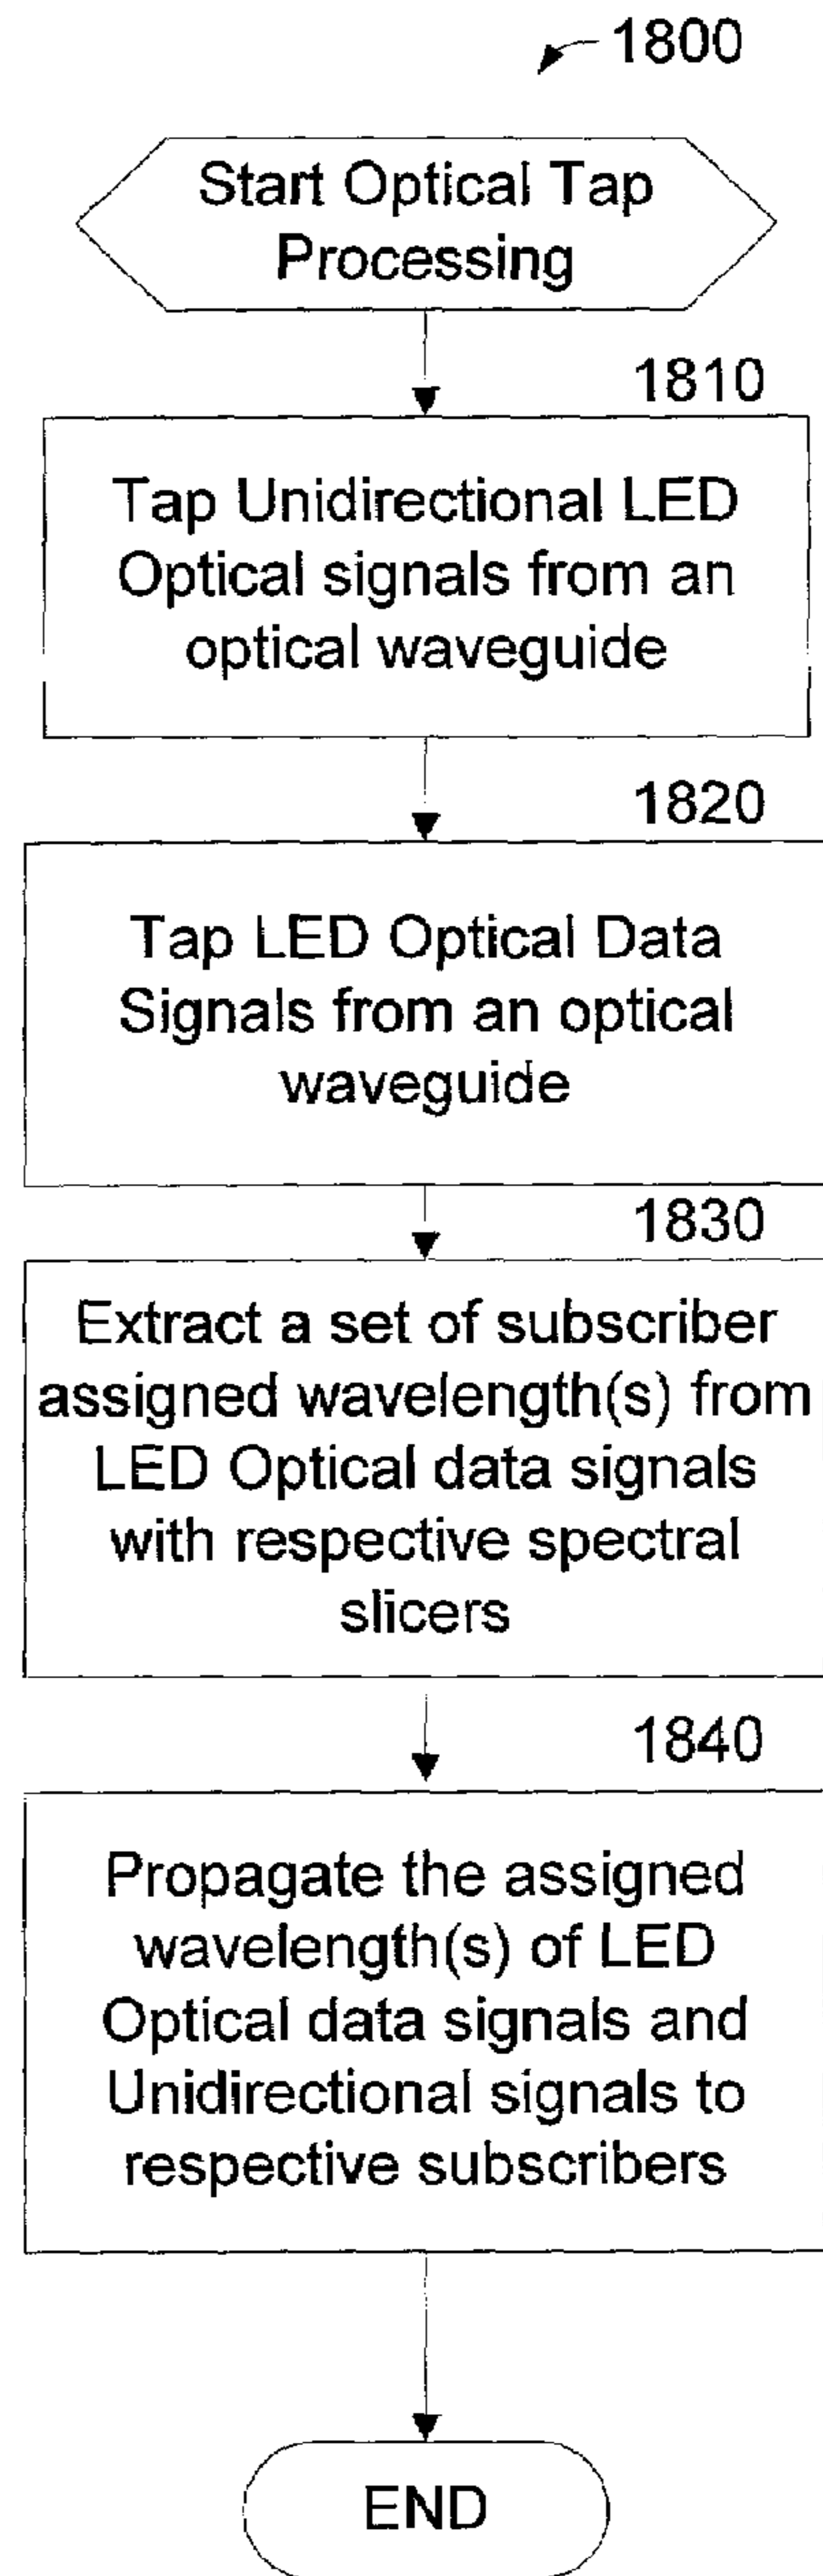 1800
Start Optical Tap
Processing
1810
Tap Unidirectional LED
Optical signals from an
optical waveguide
1820
Tap LED Optical Data
Signals from an optical
waveguide
1830
Extract a set of subscriber
assigned wavelength(s) from
LED Optical data signals
with respective spectral
slicers
1840
Propagate the assigned
wavelength(s) of LED
Optical data signals and
Unidirectional signals to
respective subscribers
END